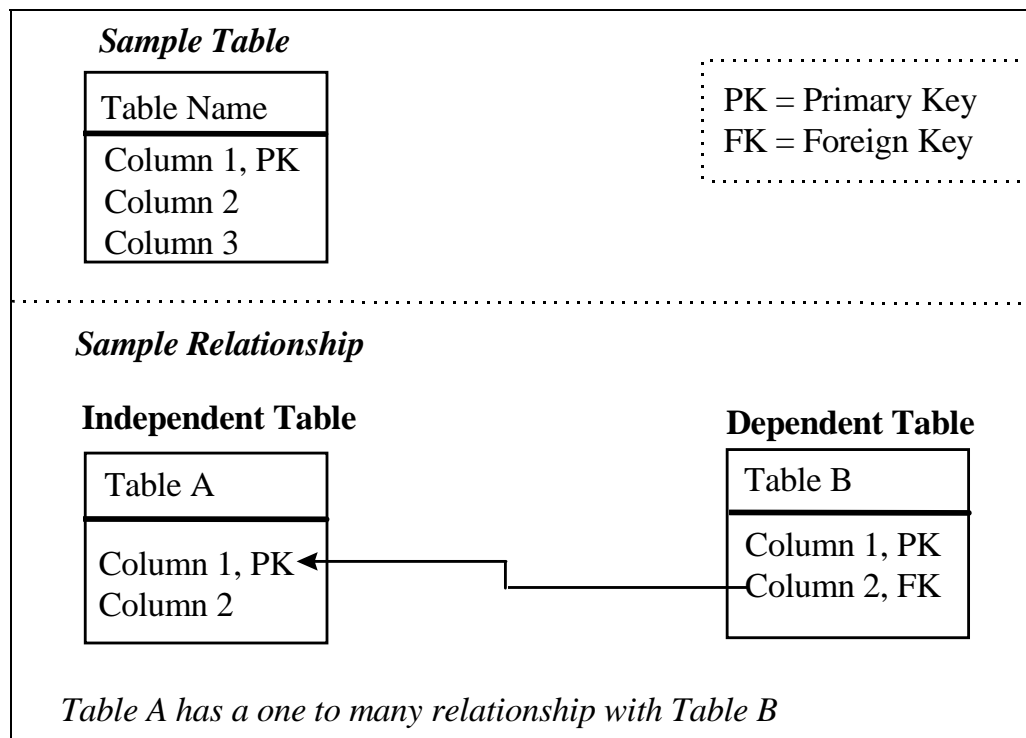 Sample Table
Table Name
Column 1, PK
Column 2
Column 3
PK = Primary Key
FK = Foreign Key
Sample Relationship
Independent Table
Table A
Column 1, PK
Column 2
Dependent Table
Table B
Column 1, PK
Column 2, FK
Table A has a one to many relationship with Table B